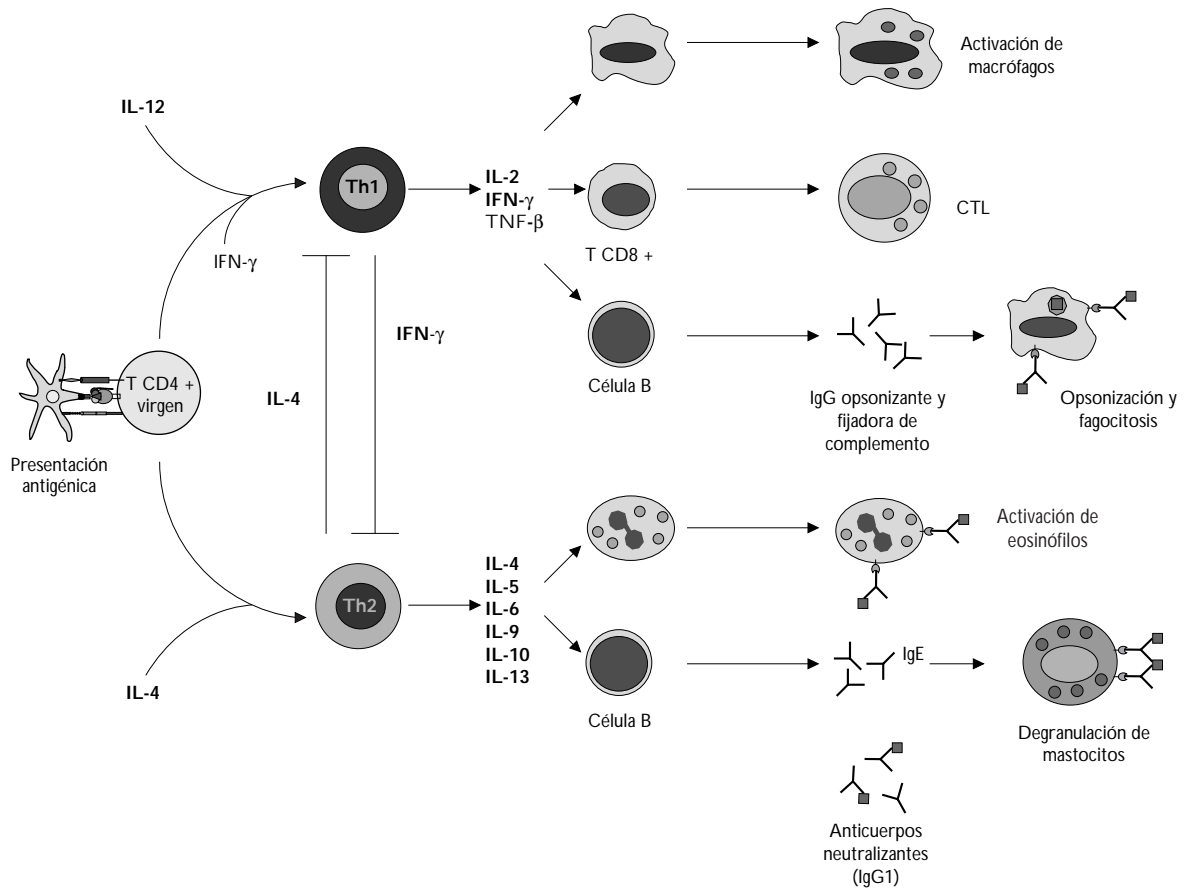 Activación de
macrófagos
IL-12
Th1
IL-2
IFN-γ
TNF-β
T CD8 +
CTL
IFN-γ
IFN-γ
IL-4
T CD4 +
virgen
Presentación
antigénica
Célula B
IgG opsonizante y
fijadora de
complemento
Opsonización y
fagocitosis
Activación de
eosinófilos
Th2
IL-4
IL-5
IL-6
IL-9
IL-10
IL-13
IL-4
Célula B
IgE
Degranulación de
mastocitos
Anticuerpos
neutralizantes
(IgG1)